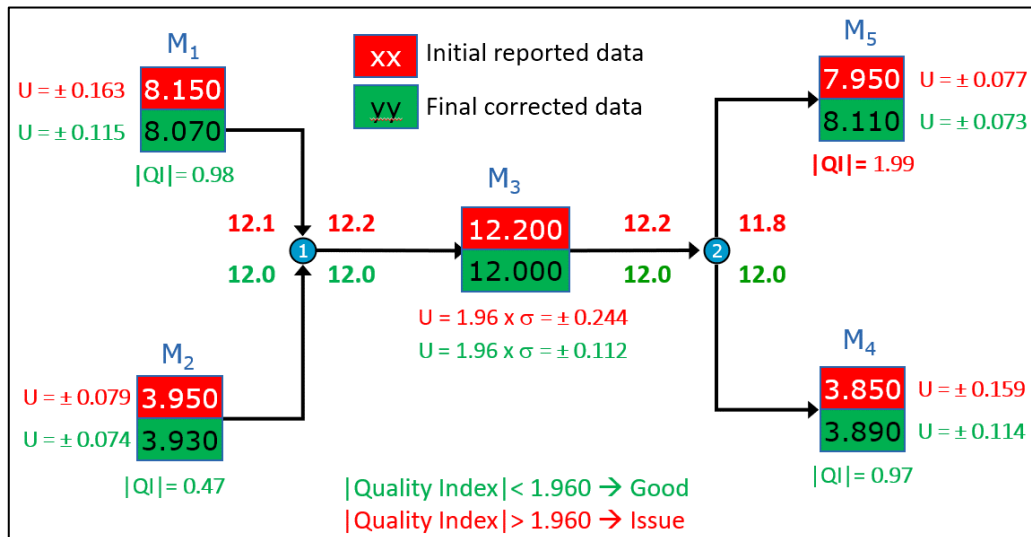 M1
U = ± 0.163
8.150
U = ± 0.115
8.070
|QI|= 0.98
xx Initial reported data
yy Final corrected data
M5
7.950
U = ± 0.077
8.110
U = ± 0.073
|QI|= 1.99
M3
12.1 12.2
1
12.0 12.0
12.200
12.000
U = 1.96 x σ = ± 0.244
U = 1.96 x σ = ± 0.112
12.2 11.8
2
12.0 12.0
M2
U = ± 0.079
3.950
U = ± 0.074
3.930
|QI|= 0.47
M4
3.850
U = ± 0.159
3.890
U = ± 0.114
|QI|= 0.97
|Quality Index|< 1.960 → Good
|Quality Index|> 1.960 → Issue